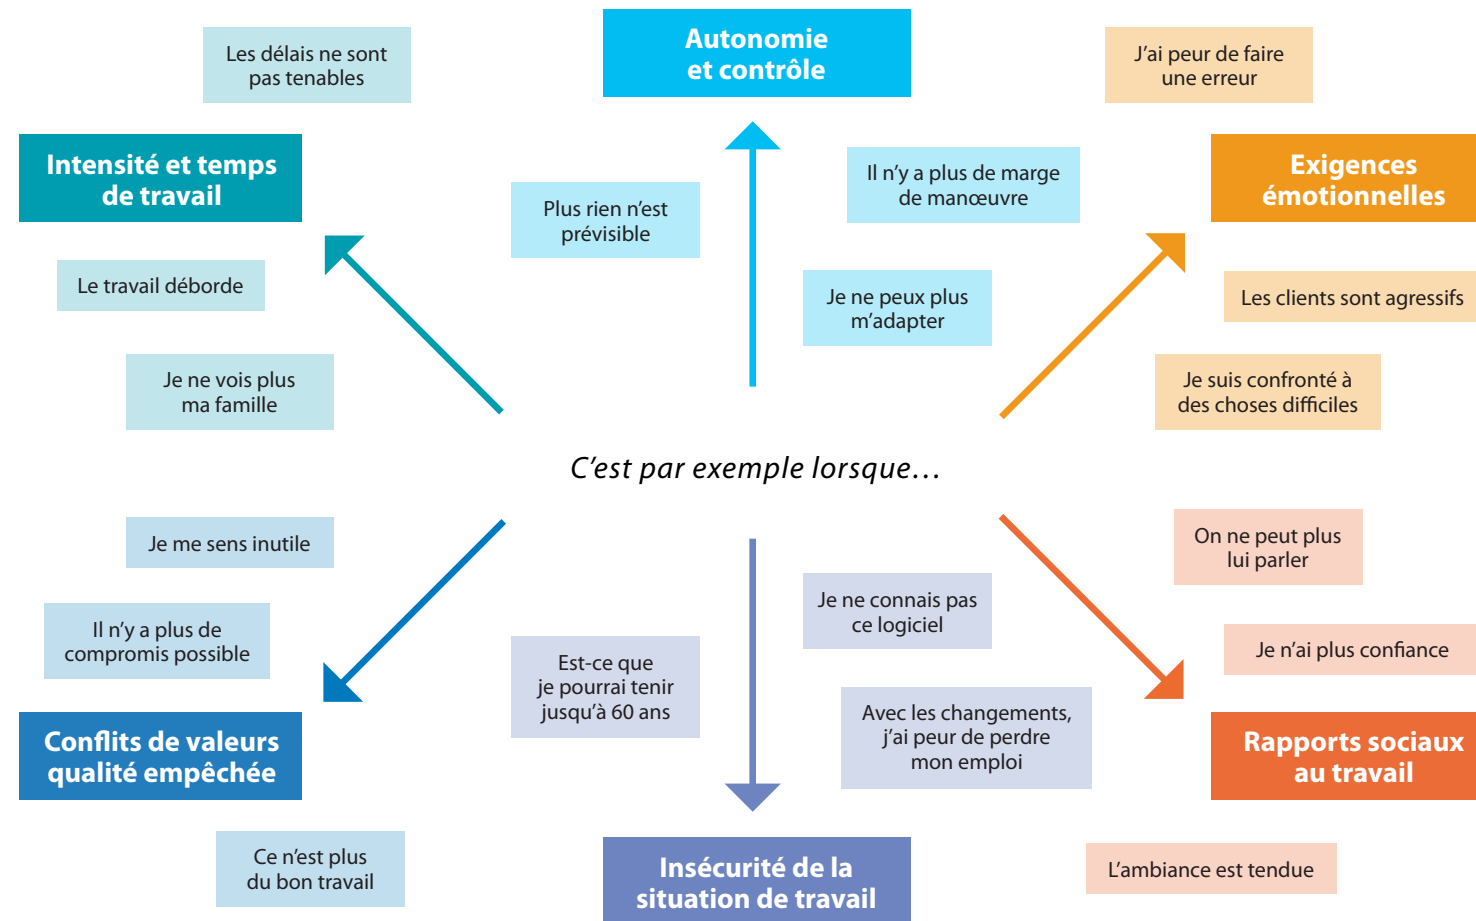 Autonomie
et contrôle
Les délais ne sont
pas tenables
J’ai peur de faire
une erreur
Intensité et temps
de travail
Exigences
émotionnelles
Il n’y a plus de marge
de manœuvre
Plus rien n’est
prévisible
Le travail déborde
Je ne peux plus
m’adapter
Les clients sont agressifs
Je ne vois plus
ma famille
Je suis confronté à
des choses difficiles
C’est par exemple lorsque…
Je me sens inutile
On ne peut plus
lui parler
Je ne connais pas
ce logiciel
Il n’y a plus de
compromis possible
Est-ce que
je pourrai tenir
jusqu’à 60 ans
Je n’ai plus confiance
Avec les changements,
j’ai peur de perdre
mon emploi
Conflits de valeurs
qualité empêchée
Rapports sociaux
au travail
Ce n’est plus
du bon travail
Insécurité de la
situation de travail
L’ambiance est tendue